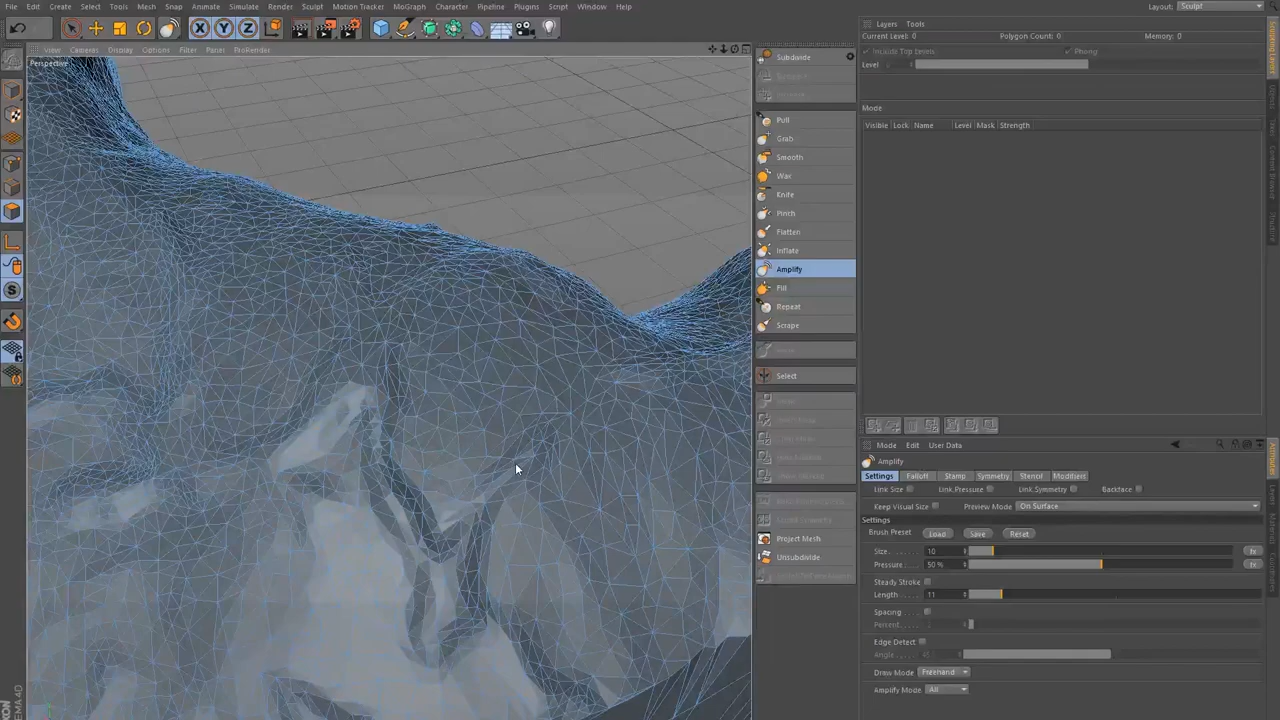 File Edit Create Select Tools Mesh Snap Animate Simulate Render Sculpt Motion Tracker MoGraph Character Pipeline Plugins Script Window Help
Layout: Sculpt
View Cameras Display Options Filter Panel ProRender
Perspective
Subdivide
Pull
Grab
Smooth
Wax
Knife
Pinch
Flatten
Inflate
Amplify
Fill
Repeat
Scrape
Select
Project Mesh
Unsubdivide
Layers Tools
Current Level: 0 Polygon Count: 0 Memory: 0
Include Top Levels Phong
Level
Mode
Visible Lock Name Level Mask Strength
Mode Edit User Data
Amplify
Settings Falloff Stamp Symmetry Stencil Modifiers
Link Size Link Pressure Link Symmetry Backface
Keep Visual Size Preview Mode On Surface
Settings
Brush Preset Load Save Reset
Size 10
Pressure 50 %
Steady Stroke
Length 11
Spacing
Percent
Edge Detect
Angle
Draw Mode Freehand
Amplify Mode All